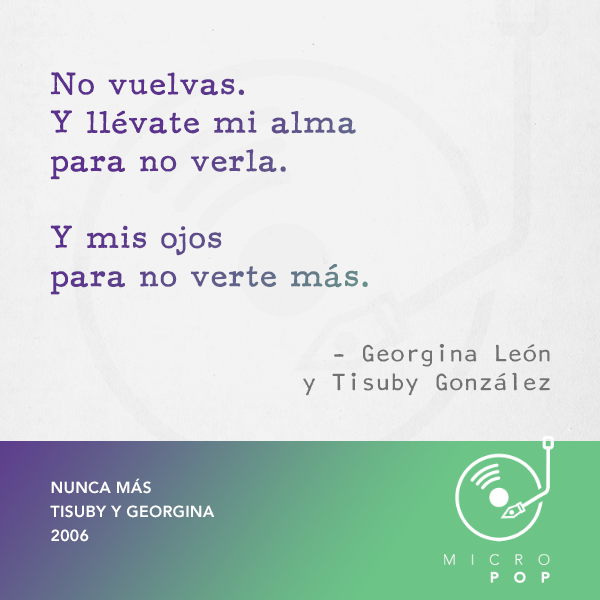 No vuelvas.
Y llévate mi alma
para no verla.
Y mis ojos
para no verte más.
- Georgina León
y Tisuby González
NUNCA MÁS
TISUBY Y GEORGINA
2006
MICRO
POP